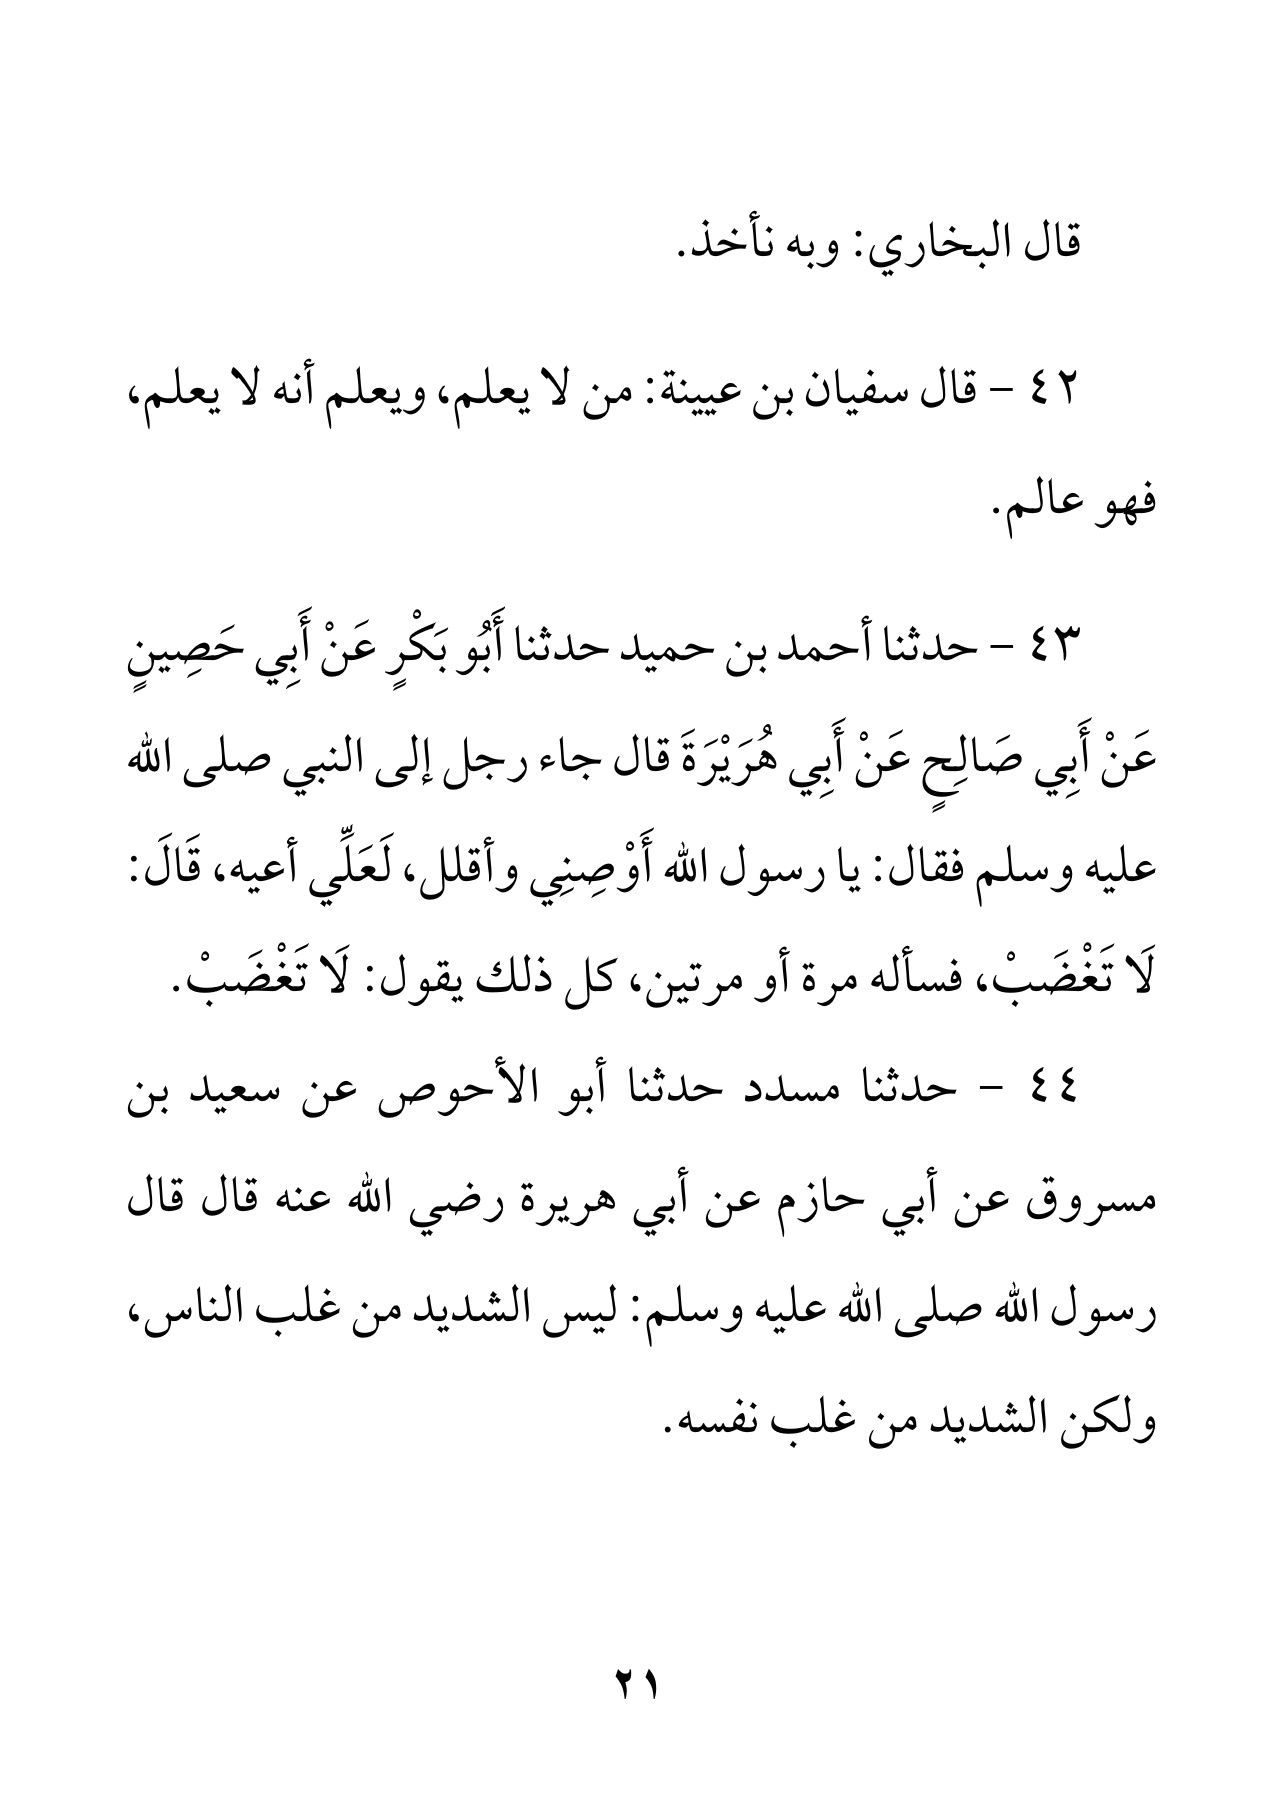 قال البخاري: وبه نأخذ.
٤٢ – قال سفيان بن عيينة: من لا يعلم، ويعلم أنه لا يعلم،
فهو عالم.
٤٣ – حدثنا أحمد بن حميد حدثنا أَبُو بَكْرٍ عَنْ أَبِي حَصِينٍ
عَنْ أَبِي صَالِحٍ عَنْ أَبِي هُرَيْرَةَ قال جاء رجل إلى النبي صلى الله
عليه وسلم فقال: يا رسول الله أَوْصِنِي وأقلل، لَعَلِّي أعيه، قَالَ:
لَا تَغْضَبْ، فسأله مرة أو مرتين، كل ذلك يقول: لَا تَغْضَبْ.
٤٤ – حدثنا مسدد حدثنا أبو الأحوص عن سعيد بن
مسروق عن أبي حازم عن أبي هريرة رضي الله عنه قال قال
رسول الله صلى الله عليه وسلم: ليس الشديد من غلب الناس،
ولكن الشديد من غلب نفسه.
٢١